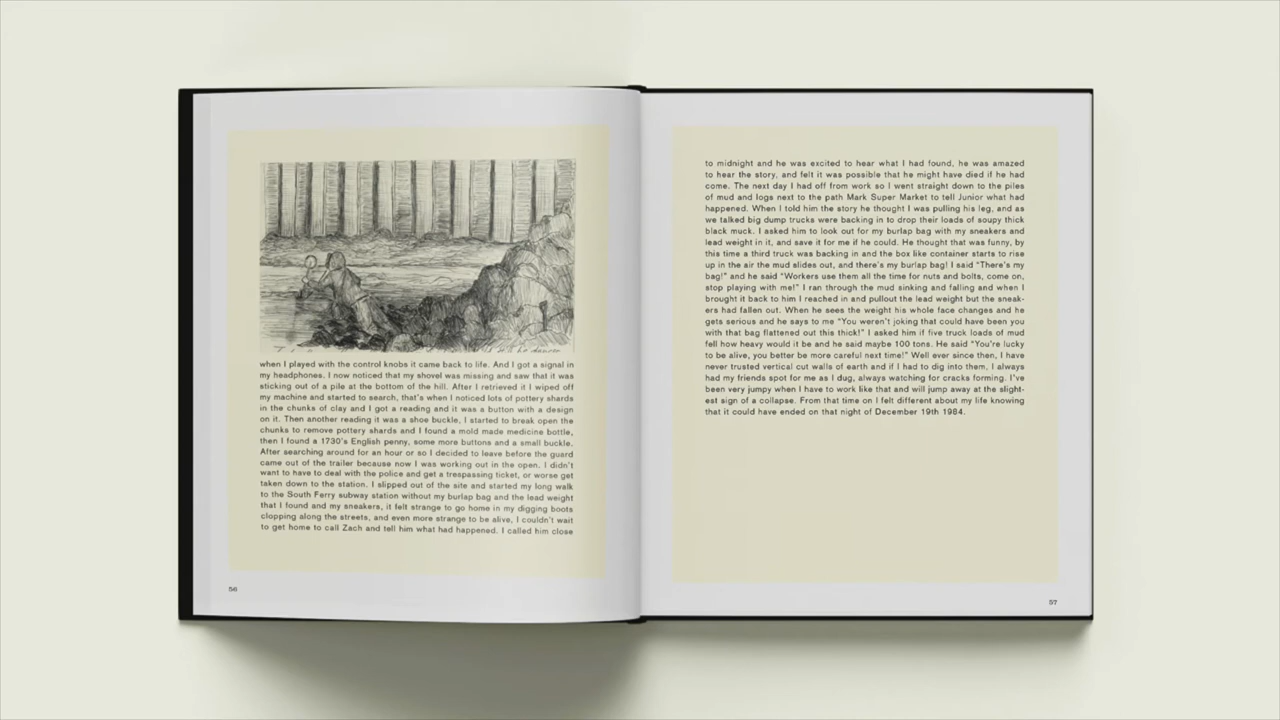 when I played with the control knobs it came back to life. And I got a signal in
my headphones. I now noticed that my shovel was missing and saw that it was
sticking out of a pile at the bottom of the hill. After I retrieved it I wiped off
my machine and started to search, that's when I noticed lots of pottery shards
in the chunks of clay and I got a reading and it was a button with a design
on it. Then another reading it was a shoe buckle, I started to break open the
chunks to remove pottery shards and I found a mold made medicine bottle,
then I found a 1730's English penny, some more buttons and a small buckle.
After searching around for an hour or so I decided to leave before the guard
came out of the trailer because now I was working out in the open. I didn't
want to have to deal with the police and get a trespassing ticket, or worse get
taken down to the station. I slipped out of the site and started my long walk
to the South Ferry subway station without my burlap bag and the lead weight
that I found and my sneakers, it felt strange to go home in my digging boots
clopping along the streets, and even more strange to be alive, I couldn't wait
to get home to call Zach and tell him what had happened. I called him close
56
to midnight and he was excited to hear what I had found, he was amazed
to hear the story, and felt it was possible that he might have died if he had
come. The next day I had off from work so I went straight down to the piles
of mud and logs next to the path Mark Super Market to tell Junior what had
happened. When I told him the story he thought I was pulling his leg, and as
we talked big dump trucks were backing in to drop their loads of soupy thick
black muck. I asked him to look out for my burlap bag with my sneakers and
lead weight in it, and save it for me if he could. He thought that was funny, by
this time a third truck was backing in and the box like container starts to rise
up in the air the mud slides out, and there's my burlap bag! I said "There's my
bag!" and he said "Workers use them all the time for nuts and bolts, come on,
stop playing with me!" I ran through the mud sinking and falling and when I
brought it back to him I reached in and pullout the lead weight but the sneak-
ers had fallen out. When he sees the weight his whole face changes and he
gets serious and he says to me "You weren't joking that could have been you
with that bag flattened out this thick!" I asked him if five truck loads of mud
fell how heavy would it be and he said maybe 100 tons. He said "You're lucky
to be alive, you better be more careful next time!" Well ever since then, I have
never trusted vertical cut walls of earth and if I had to dig into them, I always
had my friends spot for me as I dug, always watching for cracks forming. I've
been very jumpy when I have to work like that and will jump away at the slight-
est sign of a collapse. From that time on I felt different about my life knowing
that it could have ended on that night of December 19th 1984.
57